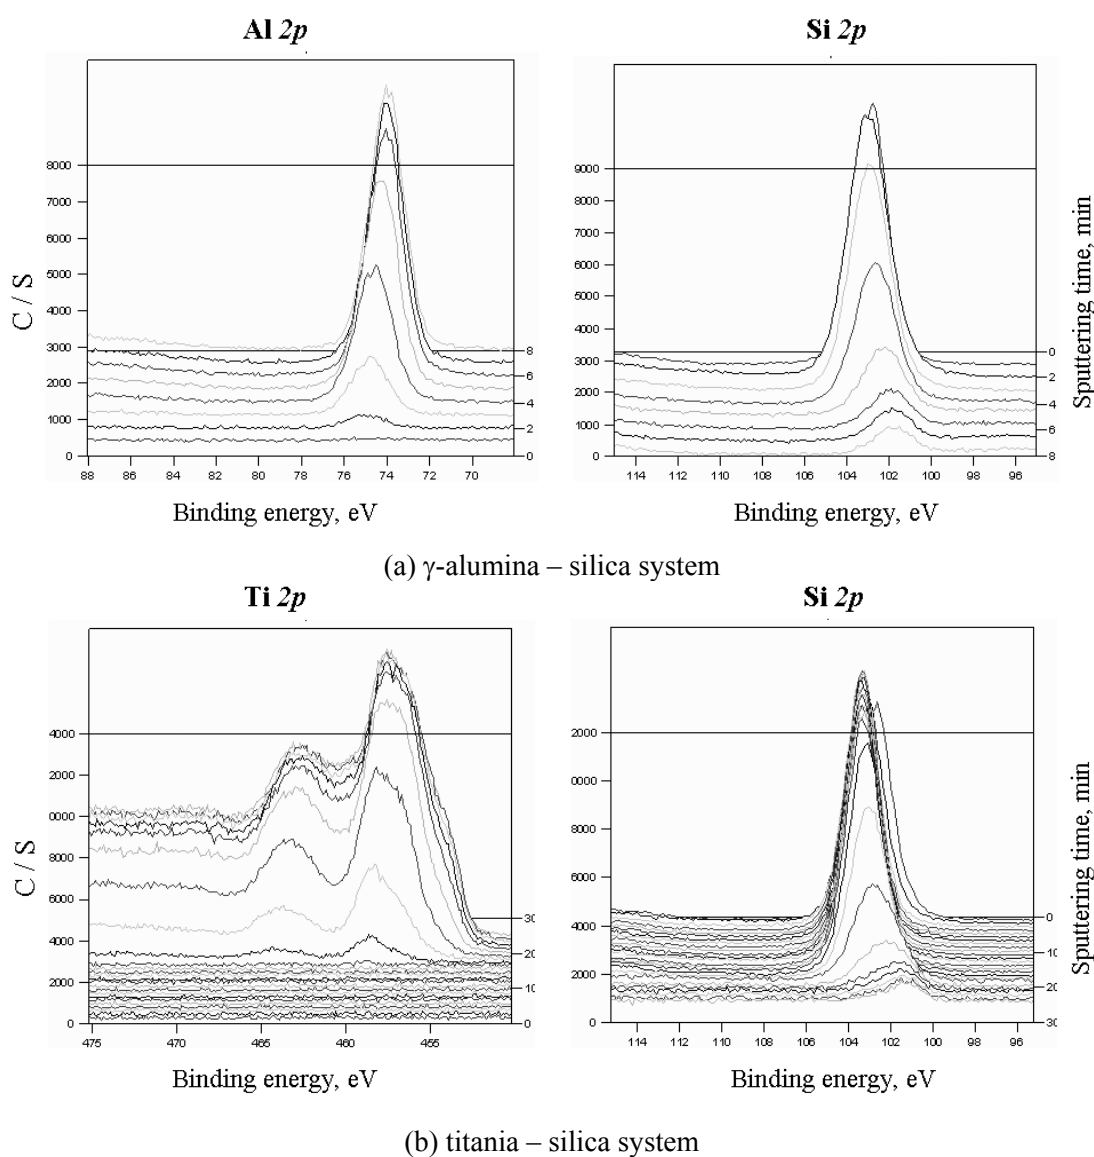 Al 2p
Si 2p
8000
7000
6000
5000
4000
3000
2000
1000
0
C / S
8
6
4
2
0
88 86 84 82 80 78 76 74 72 70
Binding energy, eV
9000
8000
7000
6000
5000
4000
3000
2000
1000
0
0
2
4
6
8
Sputtering time, min
114 112 110 108 106 104 102 100 98 96
Binding energy, eV
(a) γ-alumina – silica system
Ti 2p
Si 2p
4000
2000
0000
8000
6000
4000
2000
0
C / S
30
20
10
0
475 470 465 460 455
Binding energy, eV
2000
0000
8000
6000
4000
2000
0
0
10
20
30
Sputtering time, min
114 112 110 108 106 104 102 100 98 96
Binding energy, eV
(b) titania – silica system